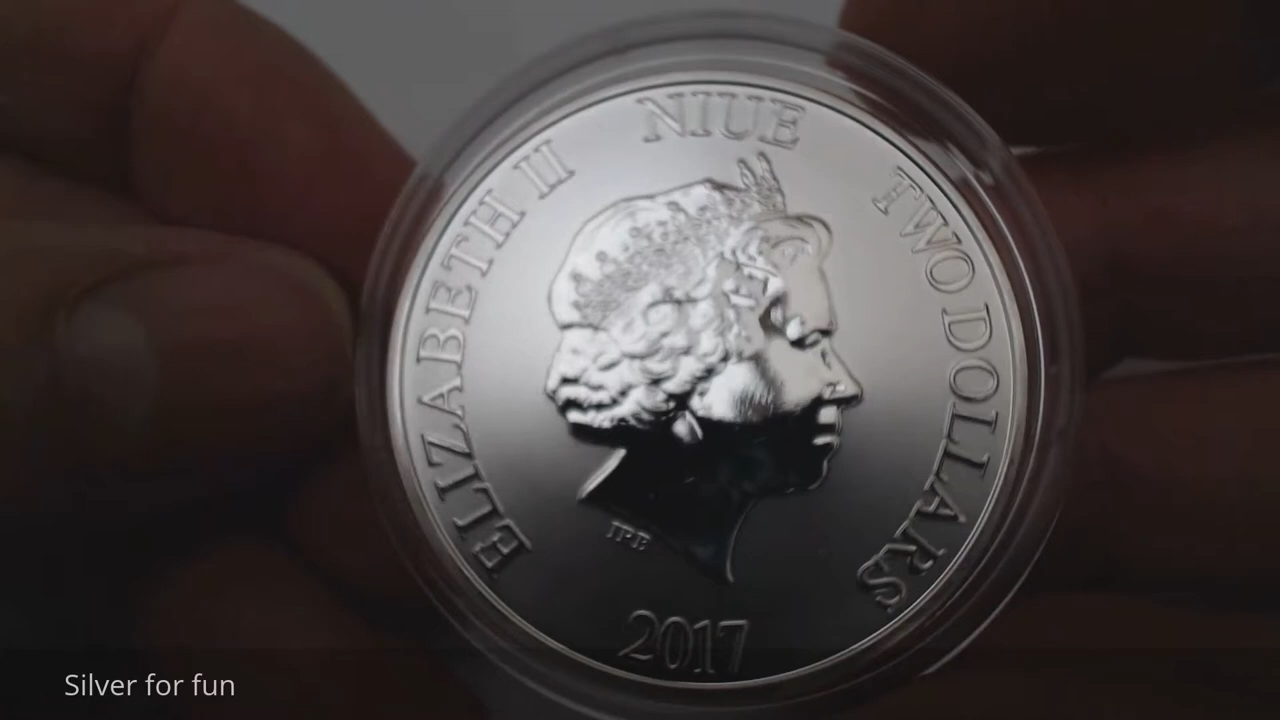 ELIZABETH II
NIUE
TWO DOLLARS
IRB
2017
Silver for fun